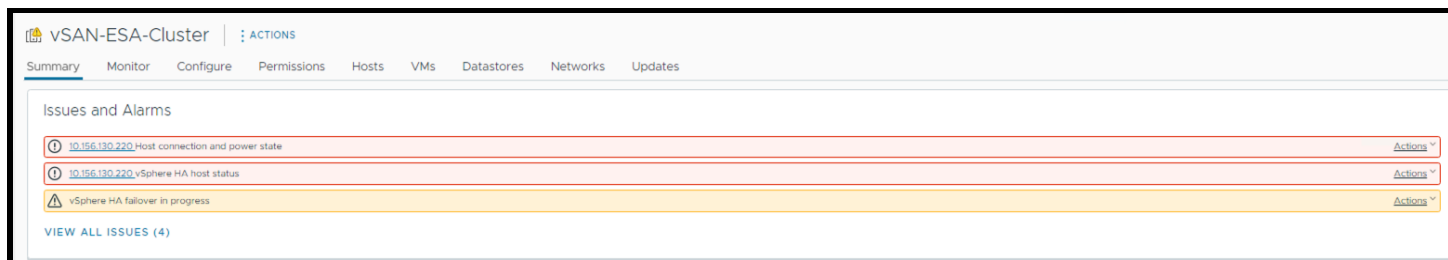 vSAN-ESA-Cluster ⋮ ACTIONS
Summary Monitor Configure Permissions Hosts VMs Datastores Networks Updates
Issues and Alarms
10.156.130.220 Host connection and power state Actions
10.156.130.220 vSphere HA host status Actions
vSphere HA failover in progress Actions
VIEW ALL ISSUES (4)